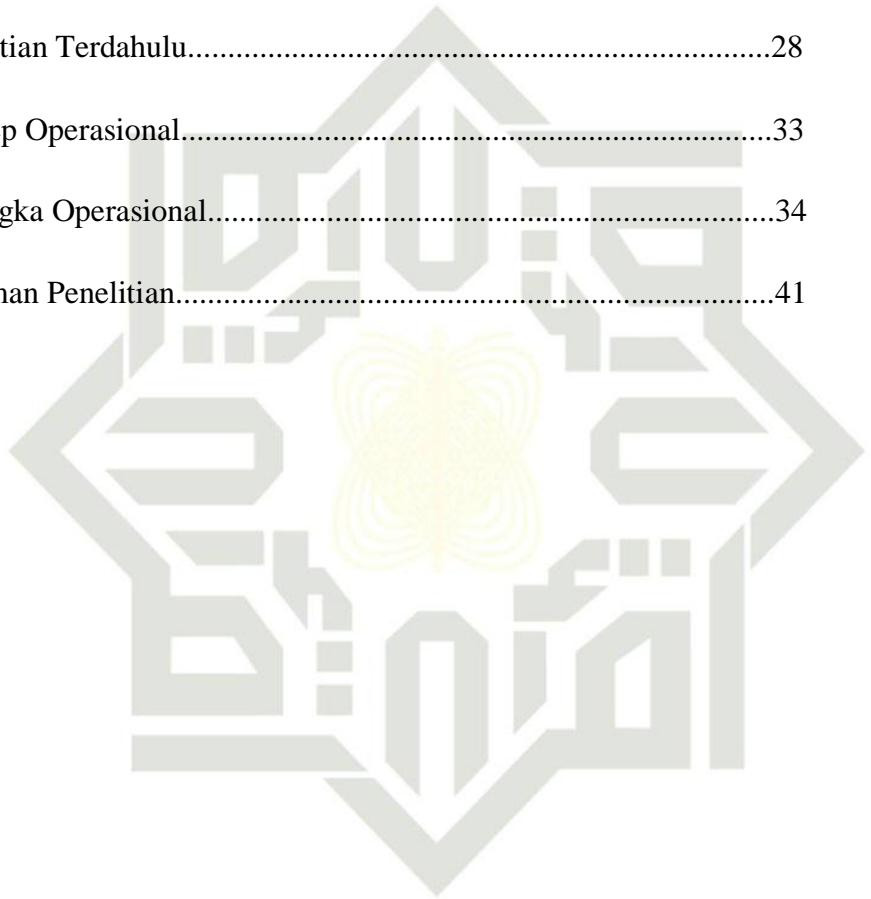 tian Terdahulu..............................................................................28
p Operasional...............................................................................33
gka Operasional............................................................................34
nan Penelitian................................................................................41